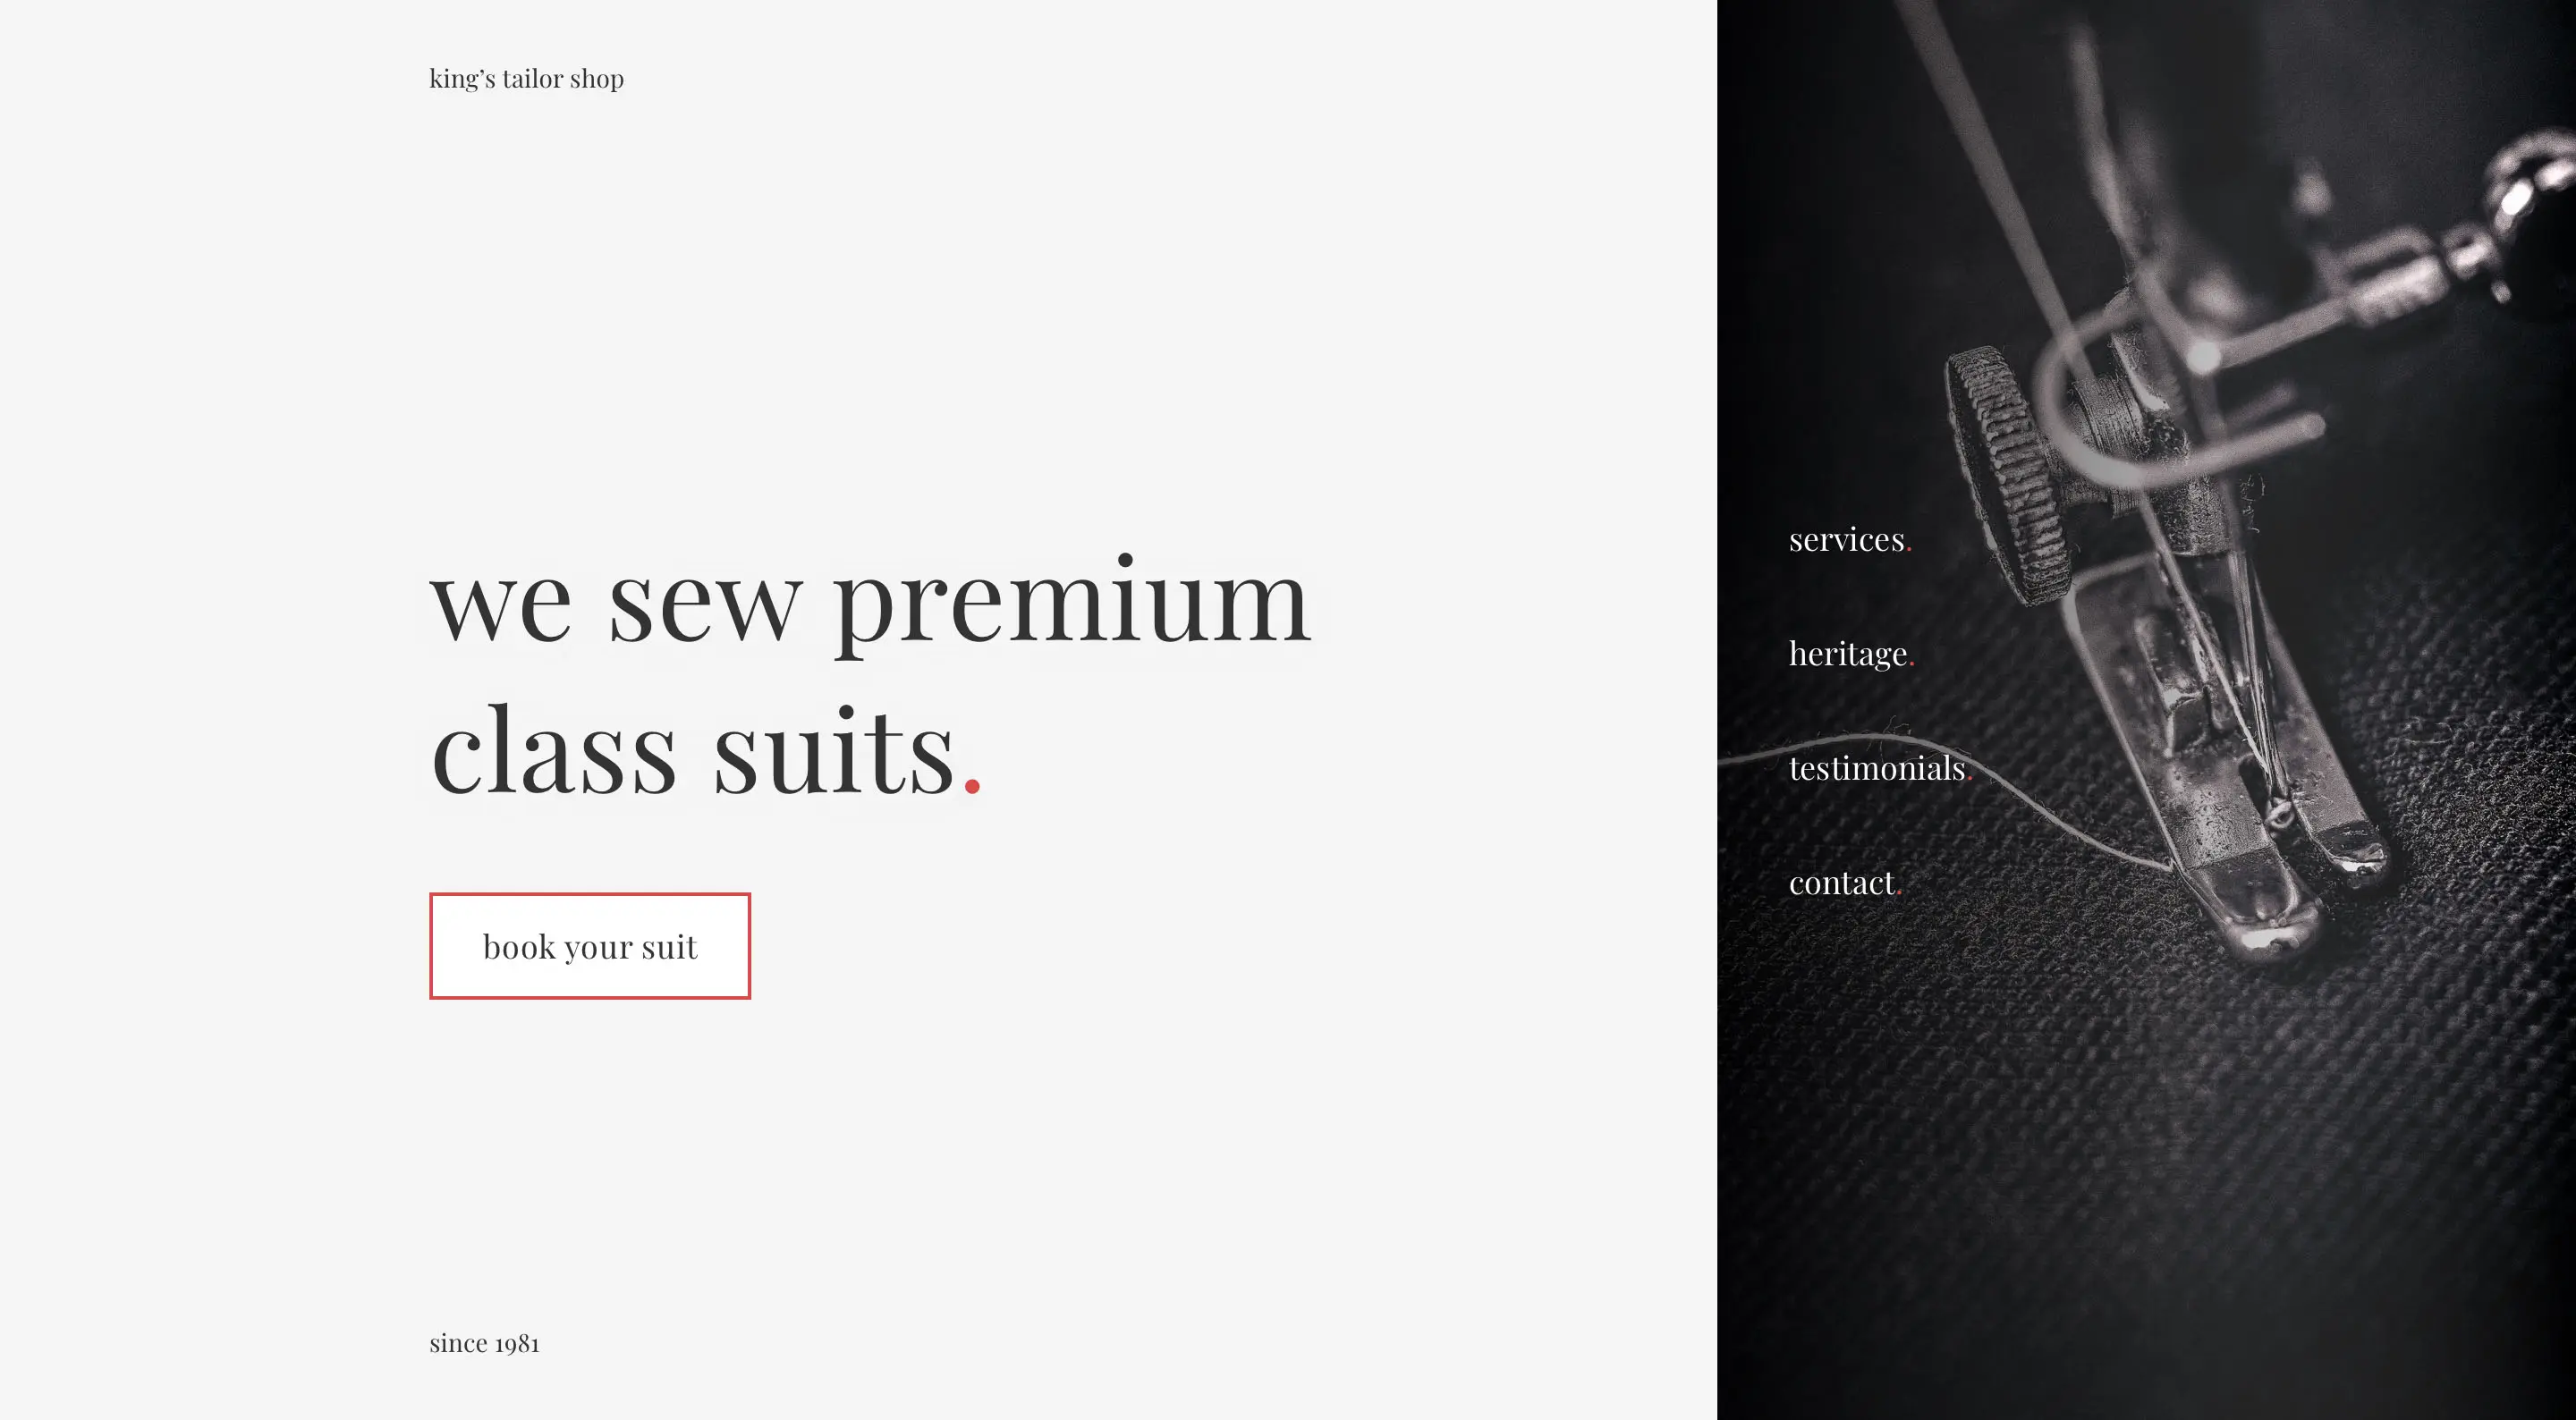 king’s tailor shop
we sew premium
class suits.
book your suit
since 1981
services.
heritage.
testimonials.
contact.